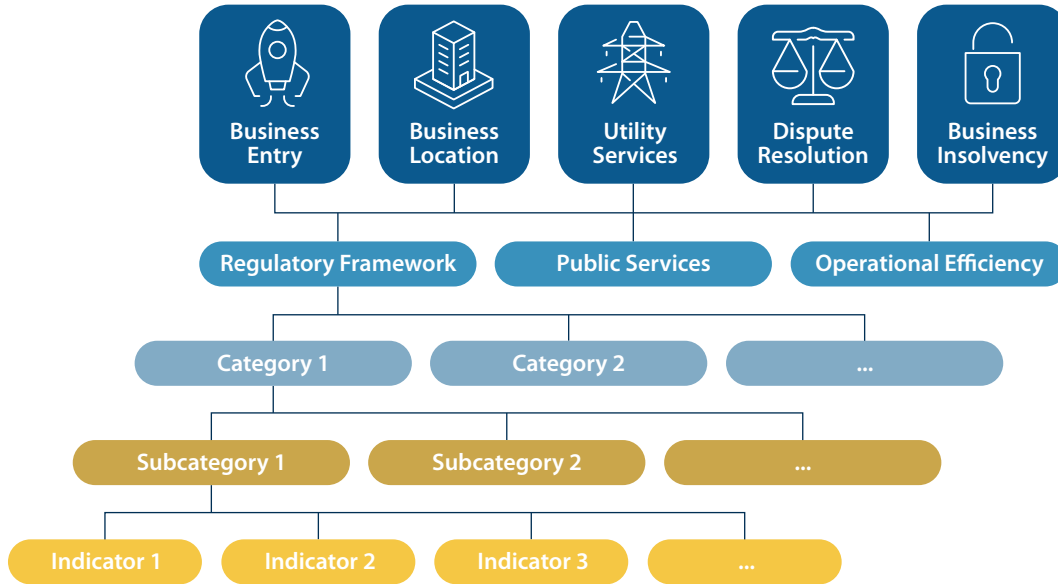 Business
Entry
Business
Location
Utility
Services
Dispute
Resolution
Business
Insolvency
Regulatory Framework
Public Services
Operational Efficiency
Category 1
Category 2
...
Subcategory 1
Subcategory 2
...
Indicator 1
Indicator 2
Indicator 3
...